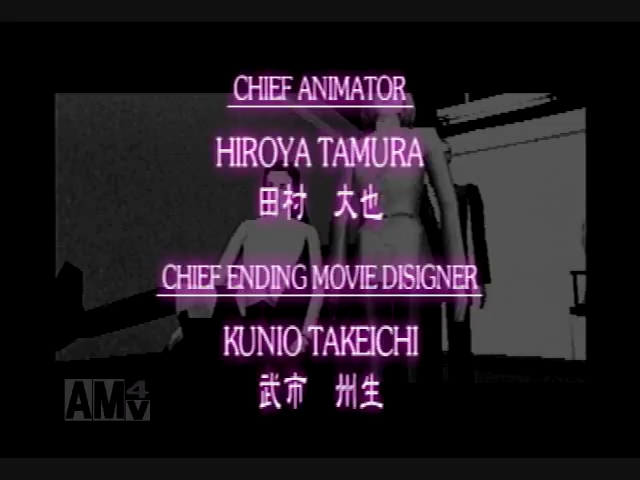 CHIEF ANIMATOR
HIROYA TAMURA
田村 大也
CHIEF ENDING MOVIE DISIGNER
KUNIO TAKEICHI
武市 州生
AM4V